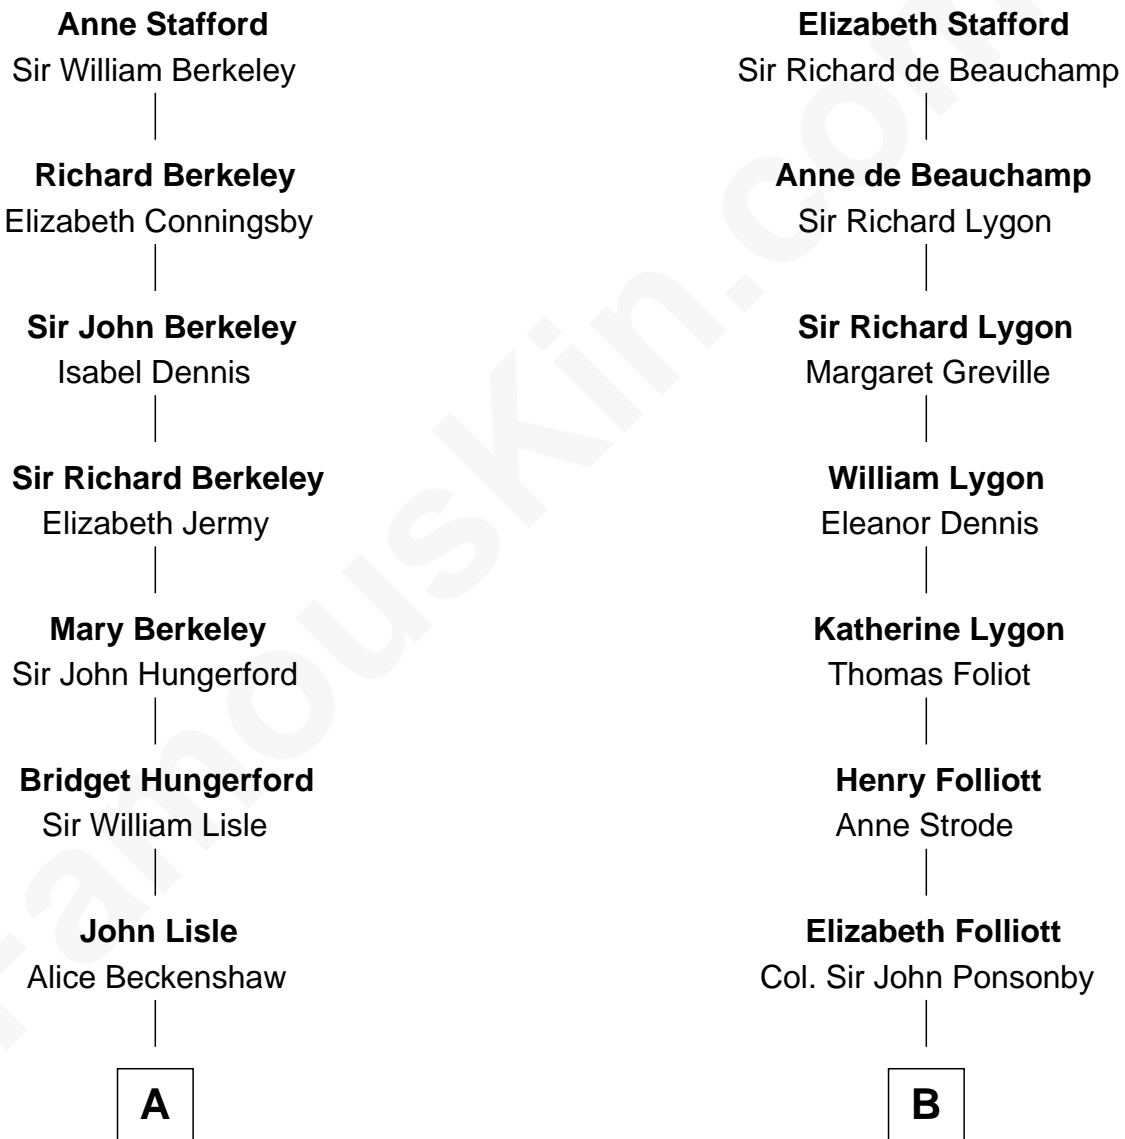 Anne Stafford
Sir William Berkeley
Richard Berkeley
Elizabeth Conningsby
Sir John Berkeley
Isabel Dennis
Sir Richard Berkeley
Elizabeth Jermy
Mary Berkeley
Sir John Hungerford
Bridget Hungerford
Sir William Lisle
John Lisle
Alice Beckenshaw
A
Elizabeth Stafford
Sir Richard de Beauchamp
Anne de Beauchamp
Sir Richard Lygon
Sir Richard Lygon
Margaret Greville
William Lygon
Eleanor Dennis
Katherine Lygon
Thomas Foliot
Henry Folliott
Anne Strode
Elizabeth Folliott
Col. Sir John Ponsonby
B
FamousKin.com